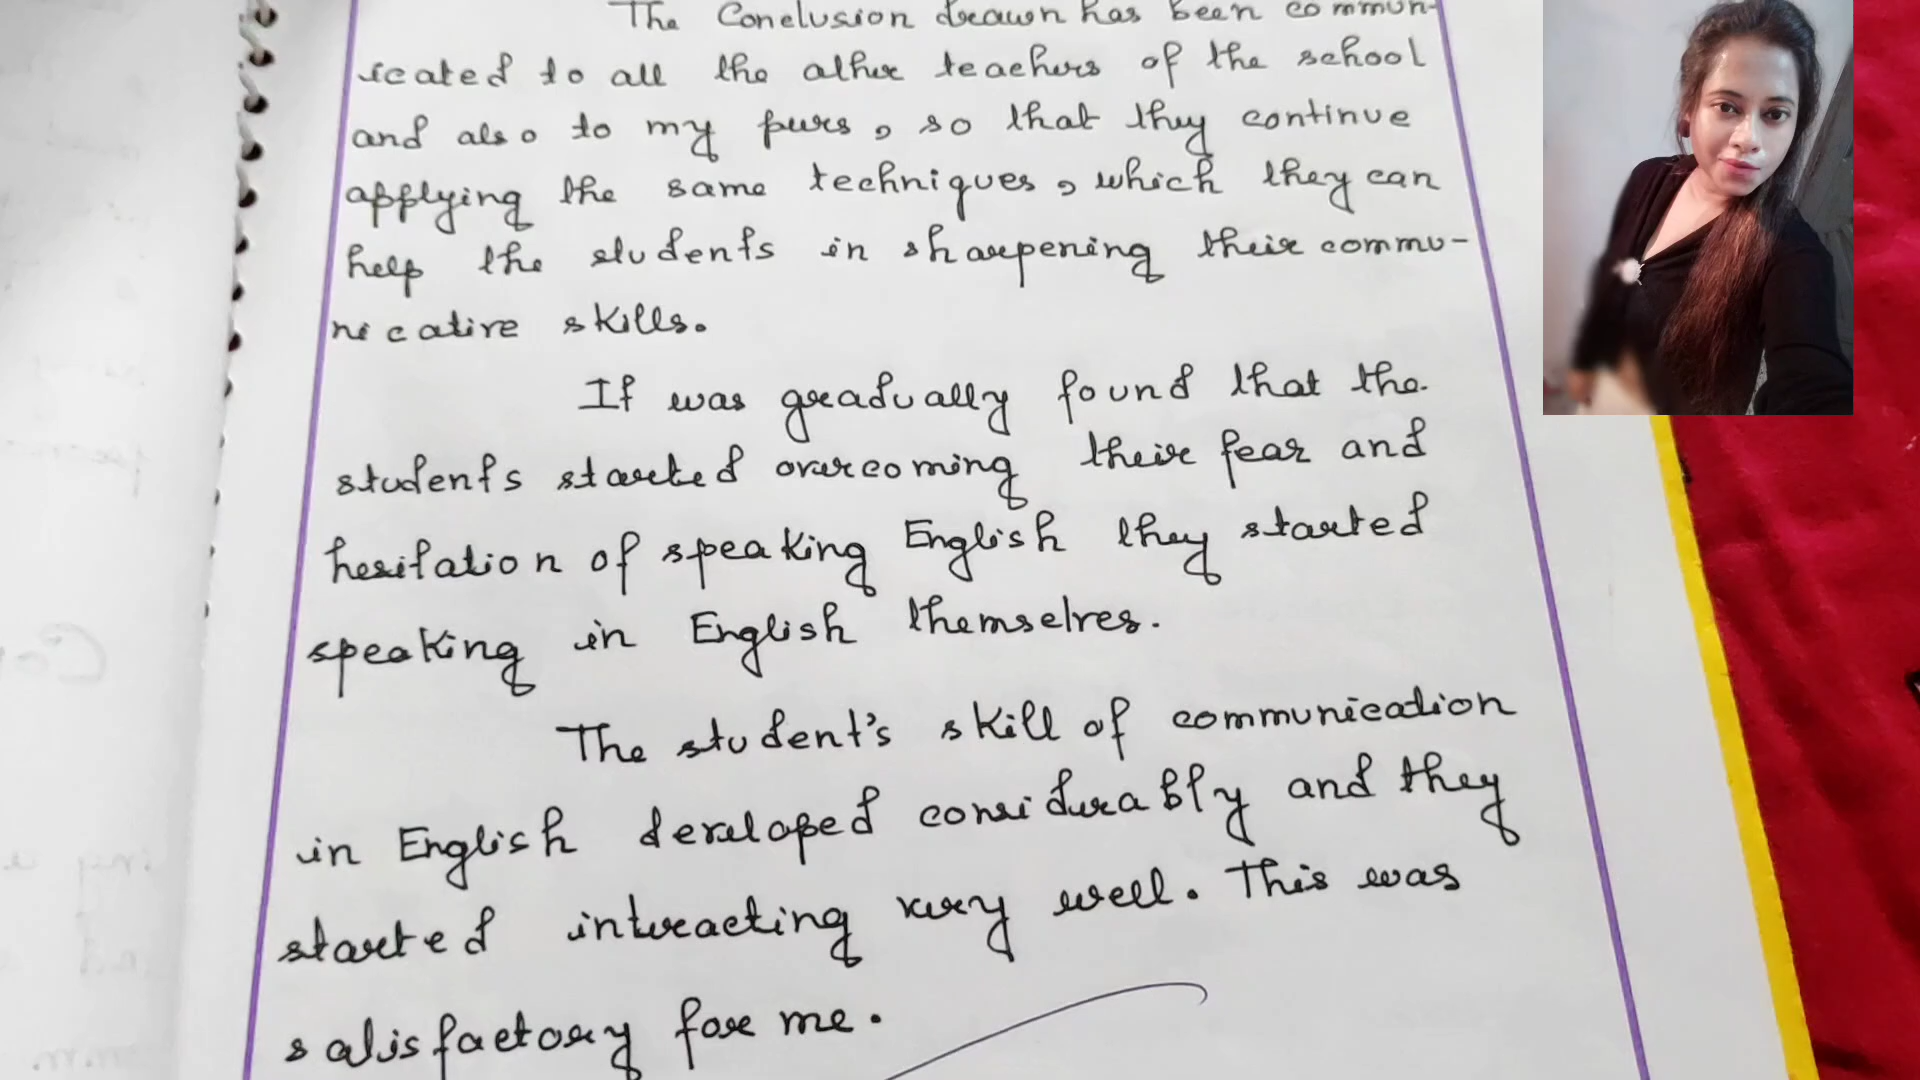 The Conclusion drawn has been commun-
icated to all the other teachers of the school
and also to my peers, so that they continue
applying the same techniques, which they can
help the students in sharpening their commu-
nicative skills.
It was gradually found that the
students started overcoming their fear and
hesitation of speaking English they started
speaking in English themselves.
The student's skill of communication
in English developed considerably and they
started interacting very well. This was
satisfactory for me.